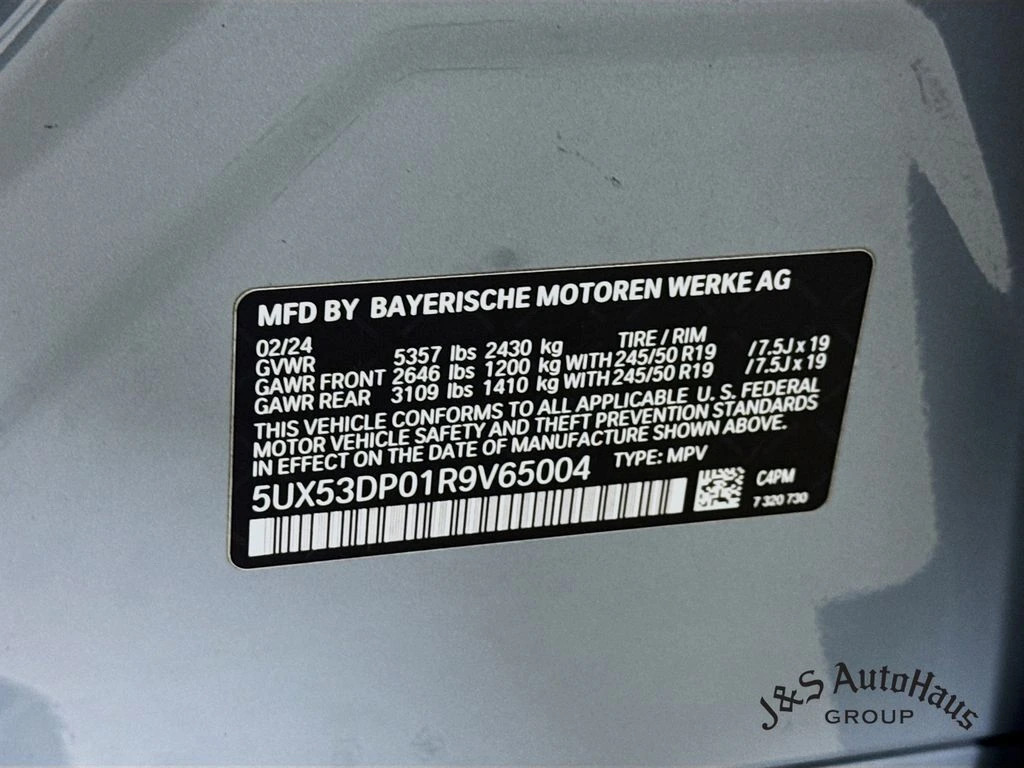 MFD BY BAYERISCHE MOTOREN WERKE AG
02/24 TIRE / RIM
GVWR 5357 lbs 2430 kg
GAWR FRONT 2646 lbs 1200 kg WITH 245/50 R19 /7.5J x 19
GAWR REAR 3109 lbs 1410 kg WITH 245/50 R19 /7.5J x 19
THIS VEHICLE CONFORMS TO ALL APPLICABLE U. S. FEDERAL
MOTOR VEHICLE SAFETY AND THEFT PREVENTION STANDARDS
IN EFFECT ON THE DATE OF MANUFACTURE SHOWN ABOVE.
5UX53DP01R9V65004 TYPE: MPV
C4PM
7 320 730
J&S AutoHaus
GROUP